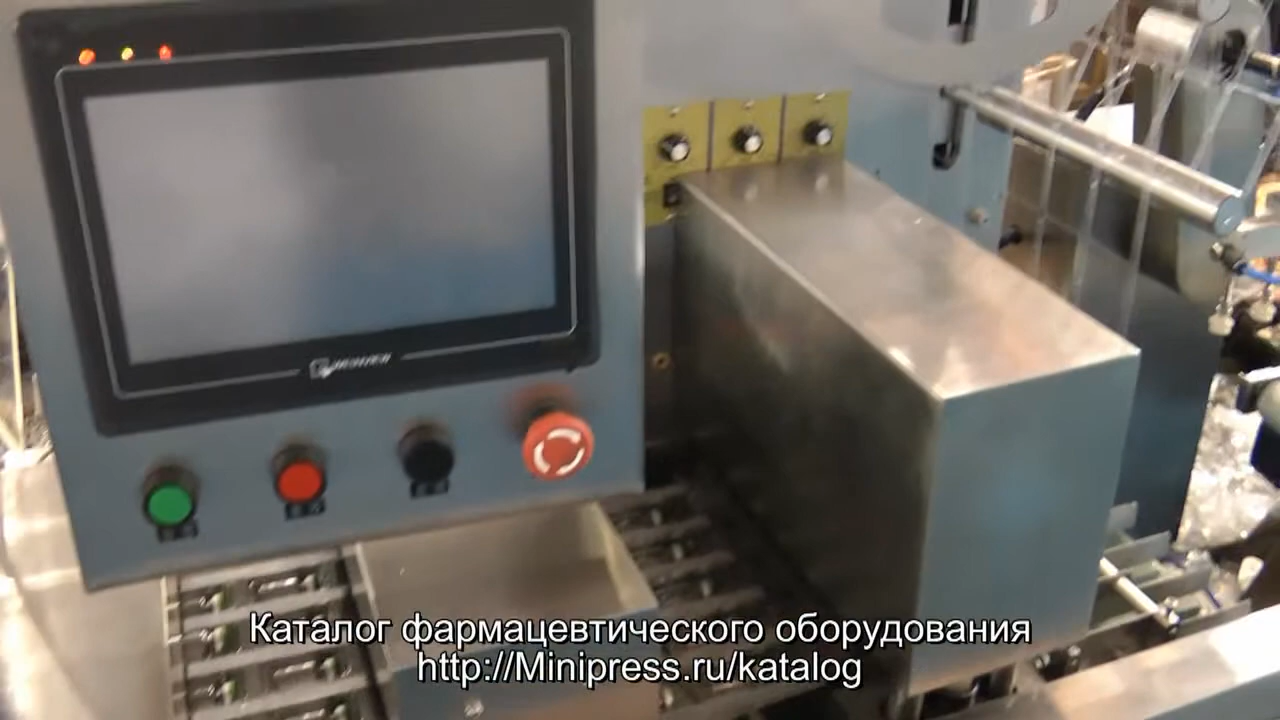 Каталог фармацевтического оборудования
http://Minipress.ru/katalog